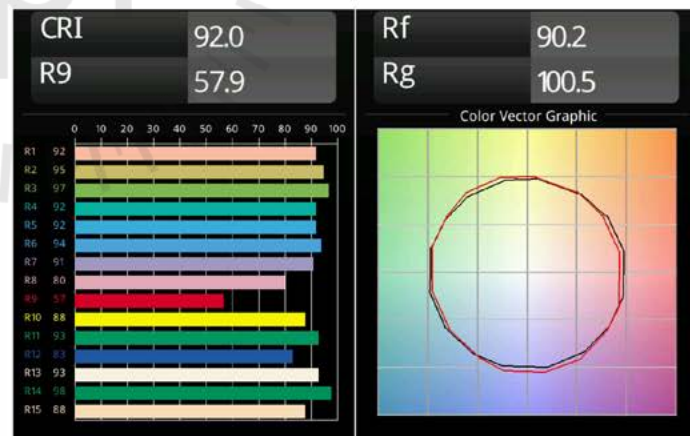 CRI 92.0
R9 57.9
0 10 20 30 40 50 60 70 80 90 100
R1 92
R2 95
R3 97
R4 92
R5 92
R6 94
R7 91
R8 80
R9 57
R10 88
R11 93
R12 83
R13 93
R14 98
R15 88
Rf 90.2
Rg 100.5
Color Vector Graphic